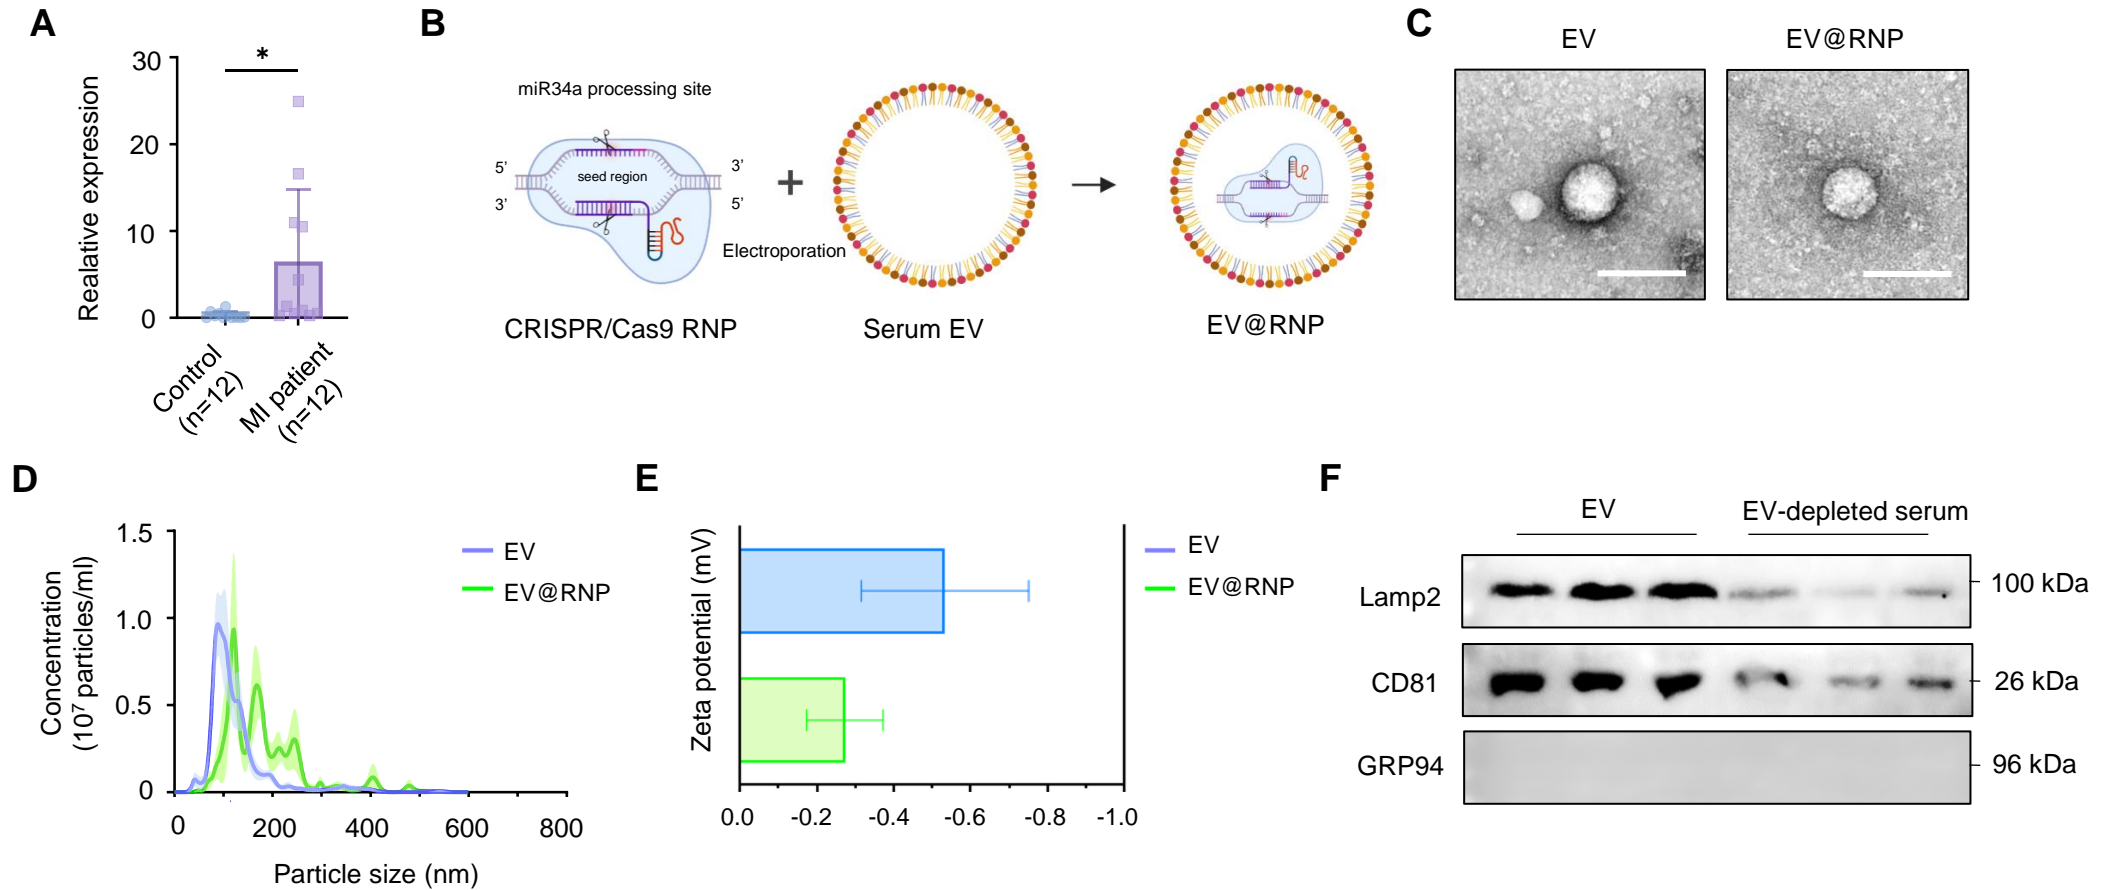 A
Realative expression
30
20
10
0
*
Control
(n=12)
MI patient
(n=12)
B
miR34a processing site
5’
3’
seed region
3’
5’
+
Electroporation
CRISPR/Cas9 RNP
Serum EV
EV@RNP
C
EV
EV@RNP
D
Concentration
(10⁷ particles/ml)
1.5
1.0
0.5
0
0
200
400
600
800
Particle size (nm)
EV
EV@RNP
E
Zeta potential (mV)
0.0
-0.2
-0.4
-0.6
-0.8
-1.0
EV
EV@RNP
F
EV
EV-depleted serum
Lamp2
100 kDa
CD81
26 kDa
GRP94
96 kDa